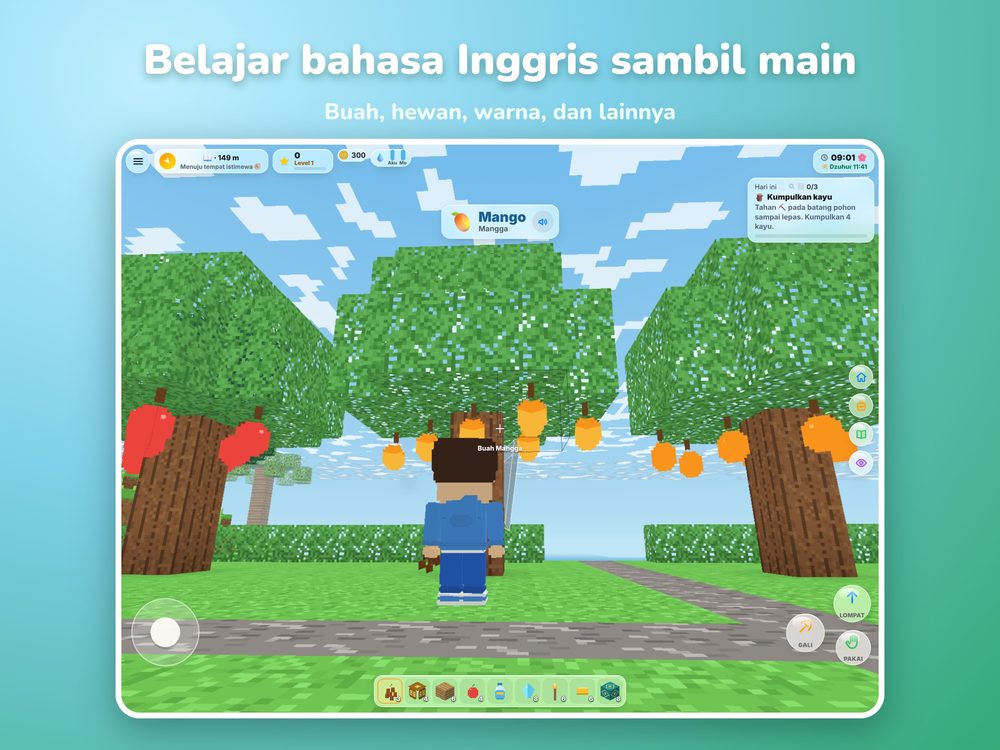 Belajar bahasa Inggris sambil main
Buah, hewan, warna, dan lainnya
149 m
Menuju tempat istimewa
0
Level 1
300
Aku Mo
09:01
Dzuhur 11:41
Hari ini 0/3
Kumpulkan kayu
Tahan pada batang pohon
sampai lepas. Kumpulkan 4
kayu.
Mango
Mangga
Buah Mangga
LOMPAT
GALI
PAKAI